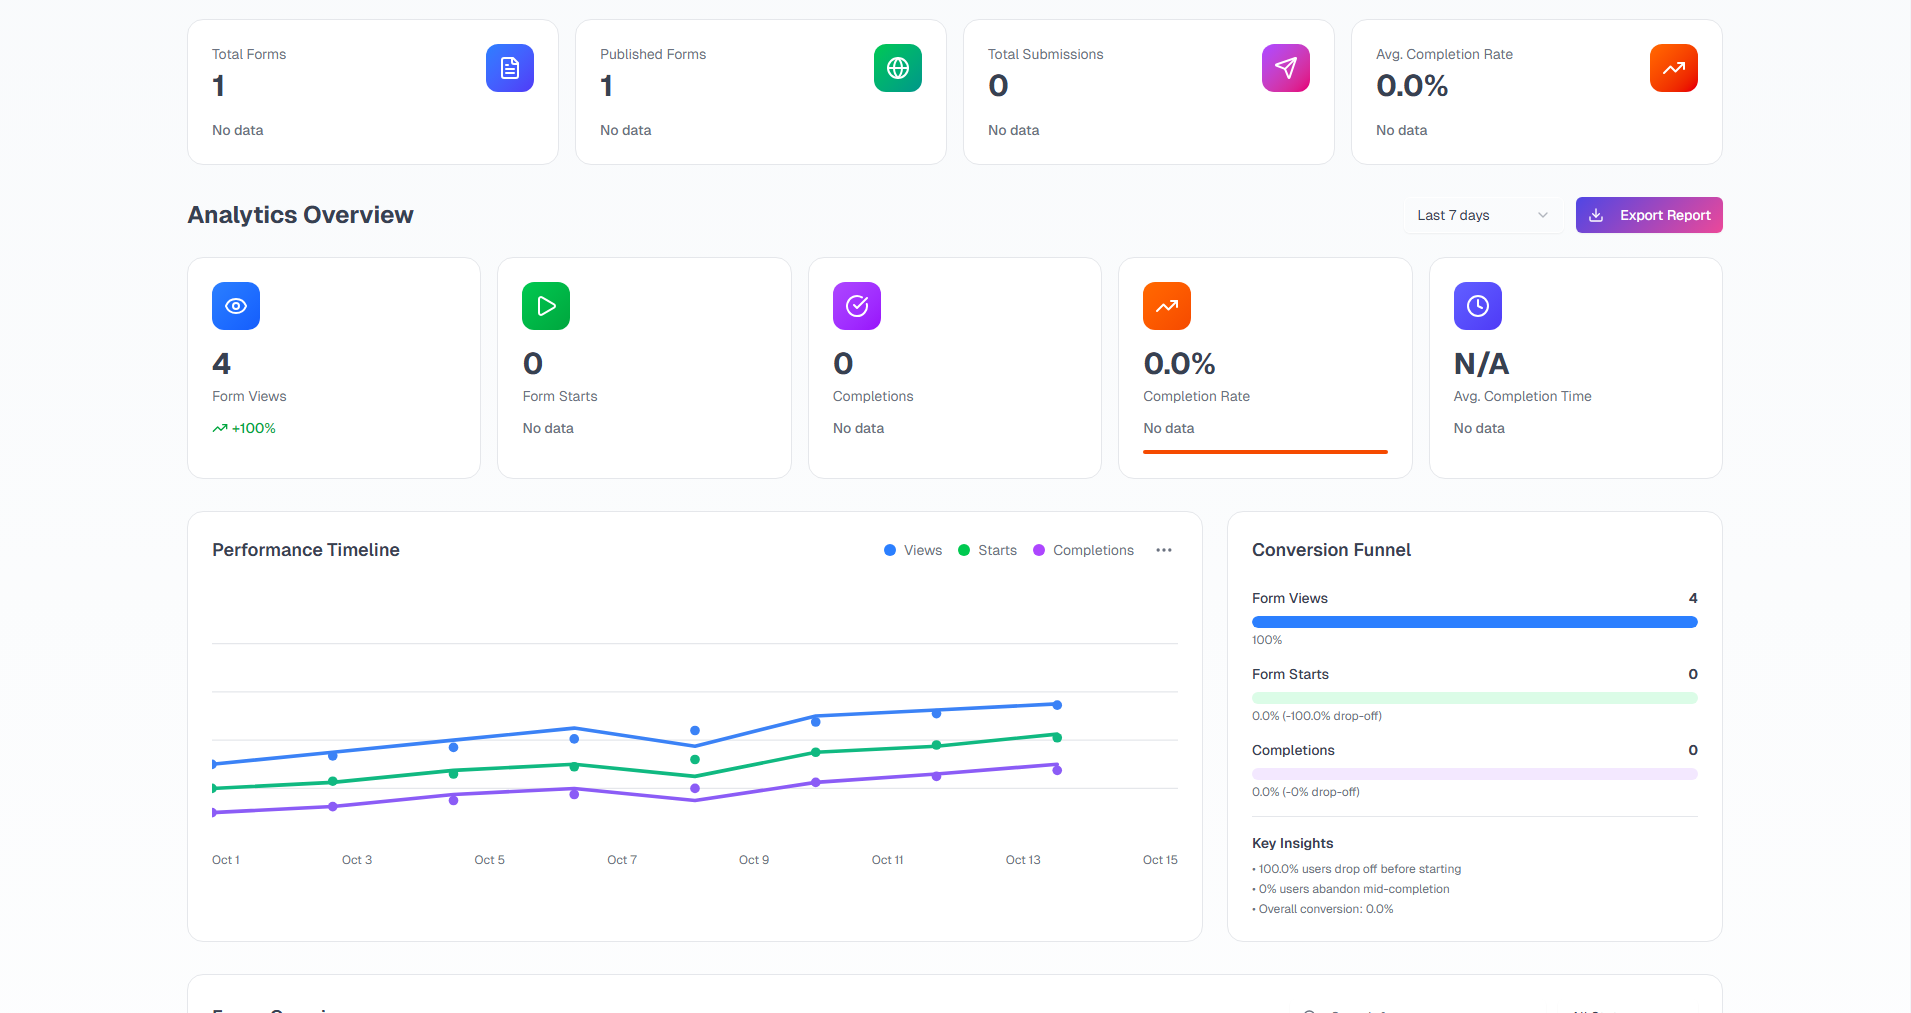 Total Forms
1
No data
Published Forms
1
No data
Total Submissions
0
No data
Avg. Completion Rate
0.0%
No data
Analytics Overview
Last 7 days
Export Report
4
Form Views
+100%
0
Form Starts
No data
0
Completions
No data
0.0%
Completion Rate
No data
N/A
Avg. Completion Time
No data
Performance Timeline
Views
Starts
Completions
Oct 1
Oct 3
Oct 5
Oct 7
Oct 9
Oct 11
Oct 13
Oct 15
Conversion Funnel
Form Views 4
100%
Form Starts 0
0.0% (-100.0% drop-off)
Completions 0
0.0% (-0% drop-off)
Key Insights
• 100.0% users drop off before starting
• 0% users abandon mid-completion
• Overall conversion: 0.0%